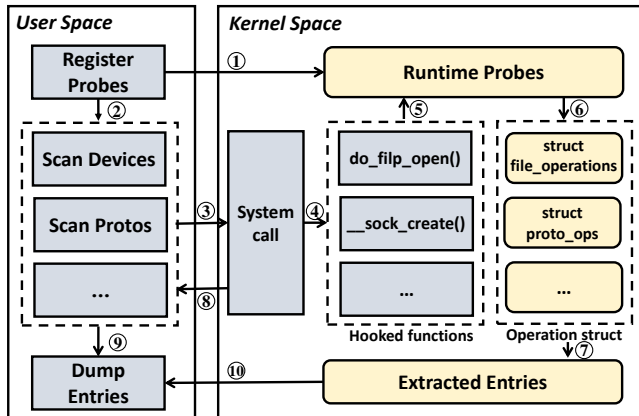 User Space
Kernel Space
Register
Probes
①
Runtime Probes
②
⑤
⑥
Scan Devices
do_filp_open()
struct
file_operations
Scan Protos
③
System
call
④
__sock_create()
struct
proto_ops
...
⑧
...
...
Hooked functions
Operation struct
⑨
⑦
Dump
Entries
⑩
Extracted Entries